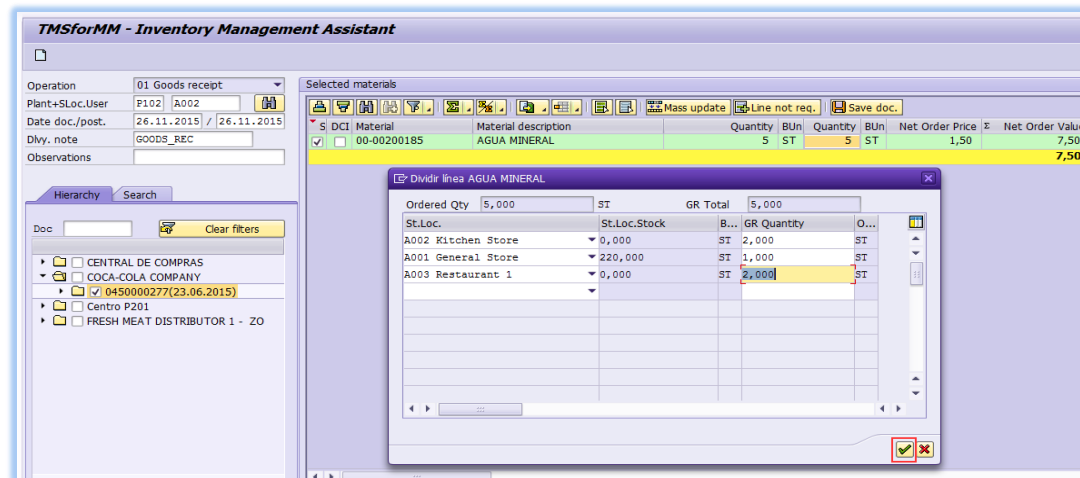 TMSforMM - Inventory Management Assistant
Operation 01 Goods receipt
Plant+SLoc.User P102 A002
Date doc./post. 26.11.2015 / 26.11.2015
Dlvy. note GOODS_REC
Observations
Hierarchy Search
Doc Clear filters
CENTRAL DE COMPRAS
COCA-COLA COMPANY
0450000277(23.06.2015)
Centro P201
FRESH MEAT DISTRIBUTOR 1 - ZO
Selected materials
Mass update Line not req. Save doc.
S DCI Material Material description Quantity BUn Quantity BUn Net Order Price Σ Net Order Value
00-00200185 AGUA MINERAL 5 ST 5 ST 1,50 7,50
7,50
Dividir línea AGUA MINERAL
Ordered Qty 5,000 ST GR Total 5,000
St.Loc. St.Loc.Stock B... GR Quantity O...
A002 Kitchen Store 0,000 ST 2,000 ST
A001 General Store 220,000 ST 1,000 ST
A003 Restaurant 1 0,000 ST 2,000 ST